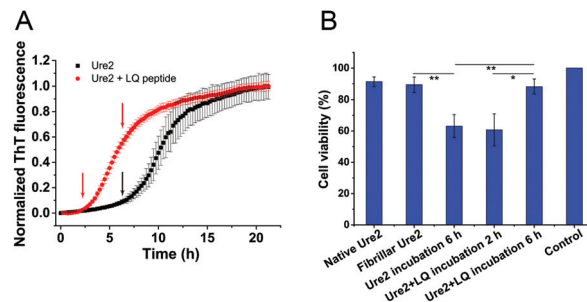 A
Normalized ThT fluorescence
1.2
1.0
0.8
0.6
0.4
0.2
0.0
Ure2
Ure2 + LQ peptide
0
5
10
15
20
Time (h)
B
Cell viability (%)
100
80
60
40
20
0
**
**
*
Native Ure2
Fibrillar Ure2
Ure2 incubation 6 h
Ure2+LQ incubation 2 h
Ure2+LQ incubation 6 h
Control